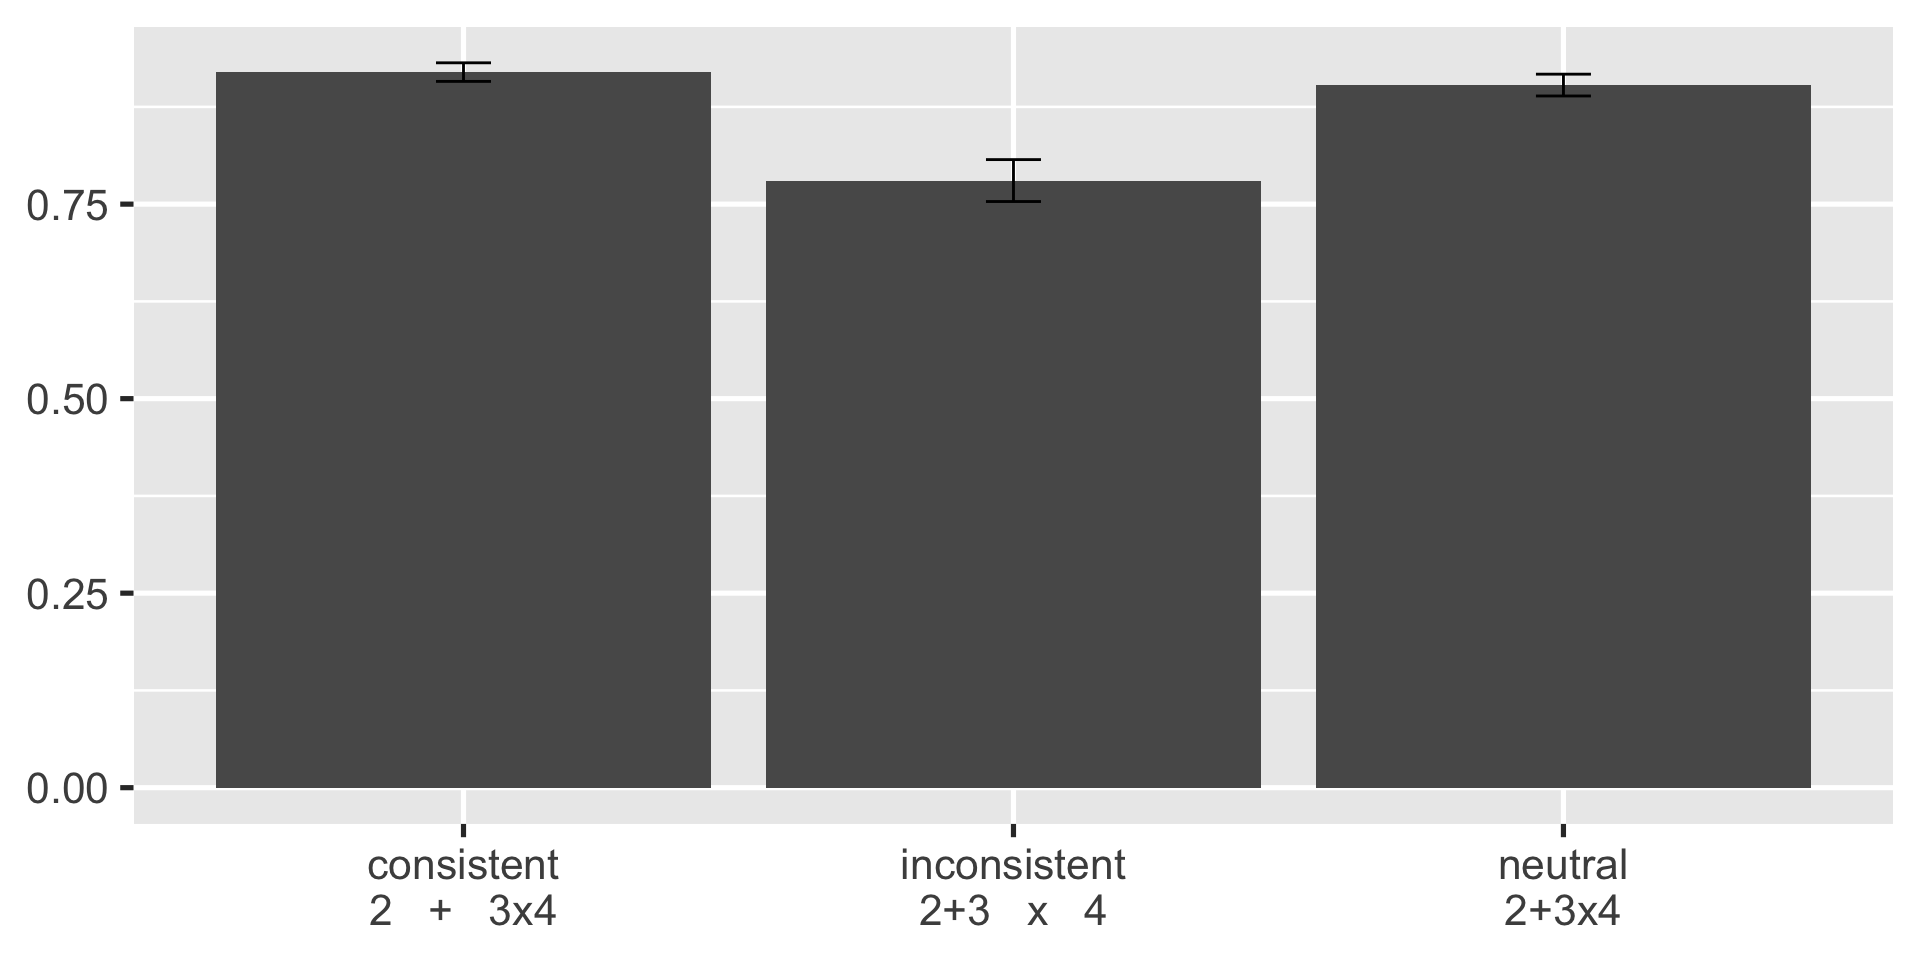 0.75
0.50
0.25
0.00
consistent inconsistent neutral
2 + 3x4 2+3 x 4 2+3x4